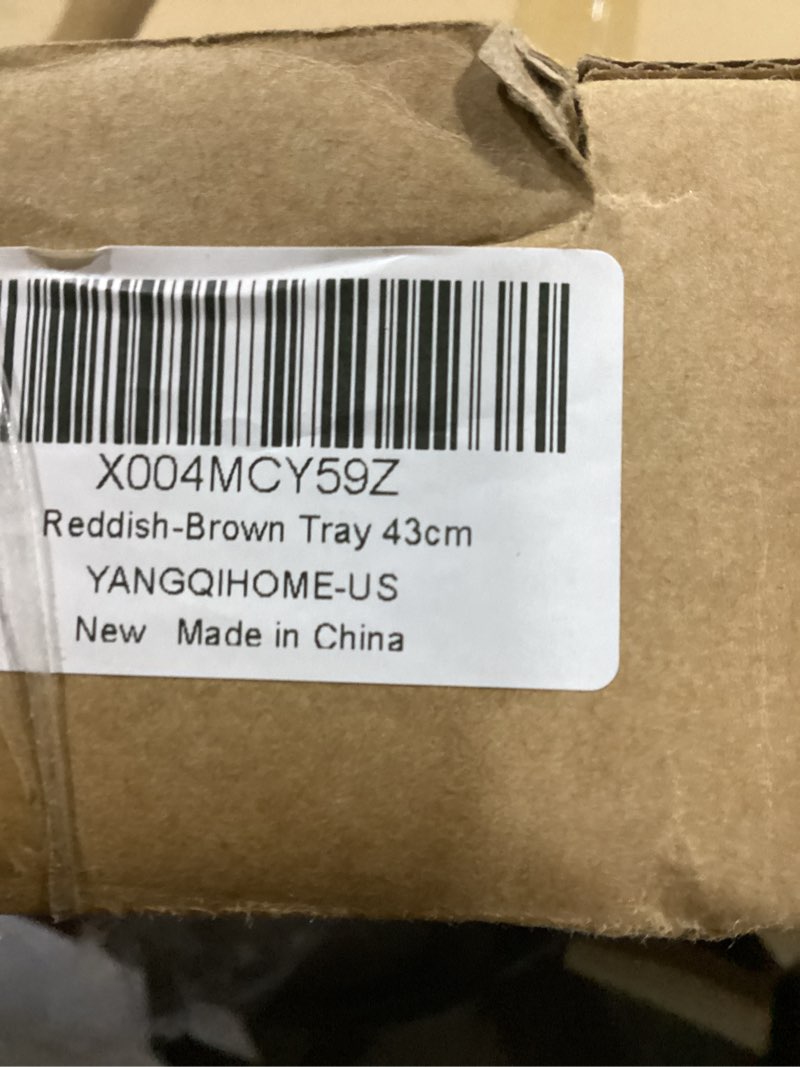 X004MCY59Z
Reddish-Brown Tray 43cm
YANGQIHOME-US
New Made in China